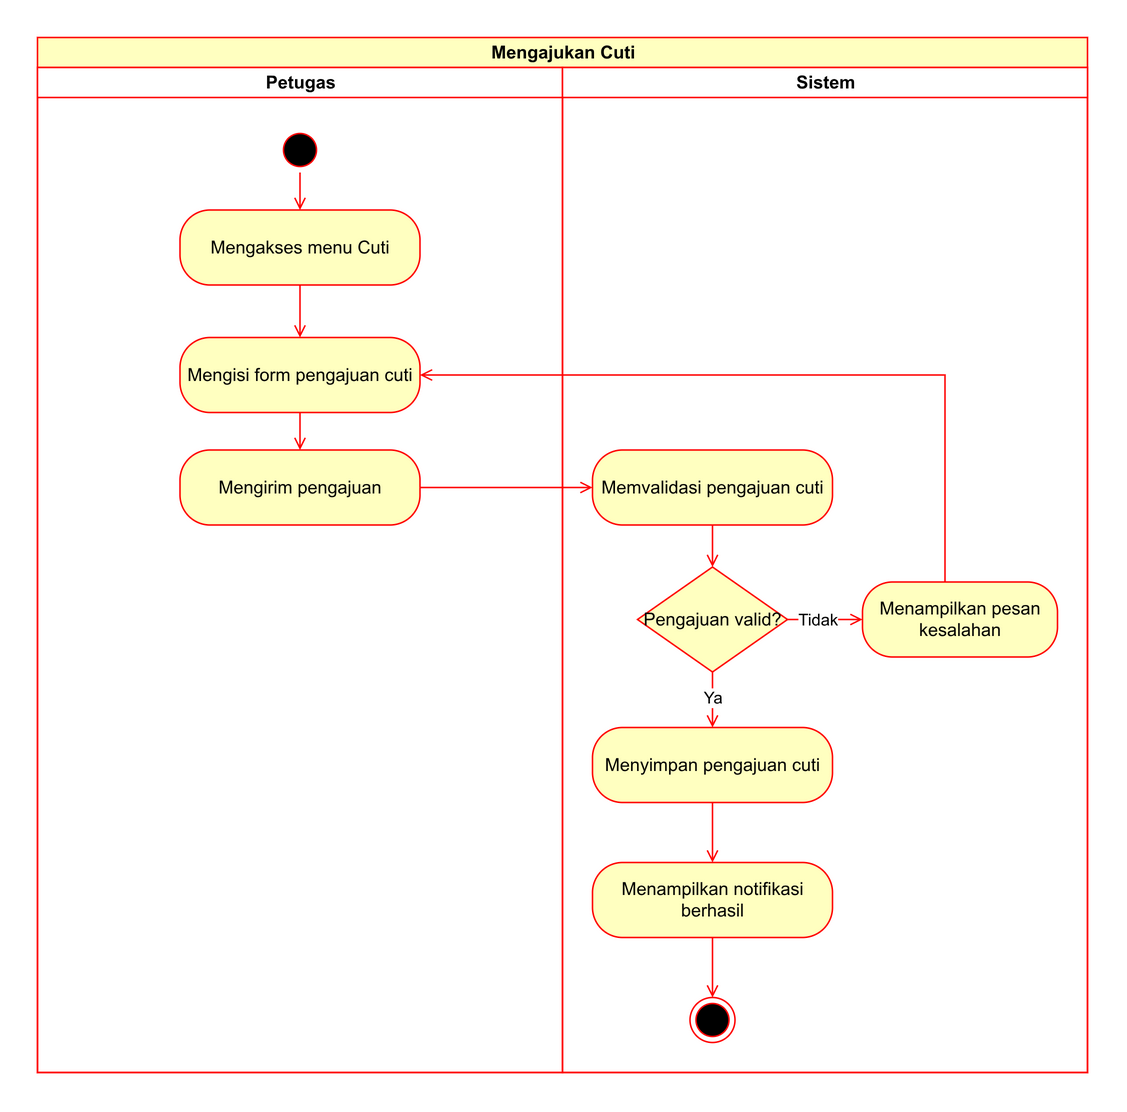 Mengajukan Cuti
Petugas
Sistem
Mengakses menu Cuti
Mengisi form pengajuan cuti
Mengirim pengajuan
Memvalidasi pengajuan cuti
Pengajuan valid?
Tidak
Menampilkan pesan
kesalahan
Ya
Menyimpan pengajuan cuti
Menampilkan notifikasi
berhasil